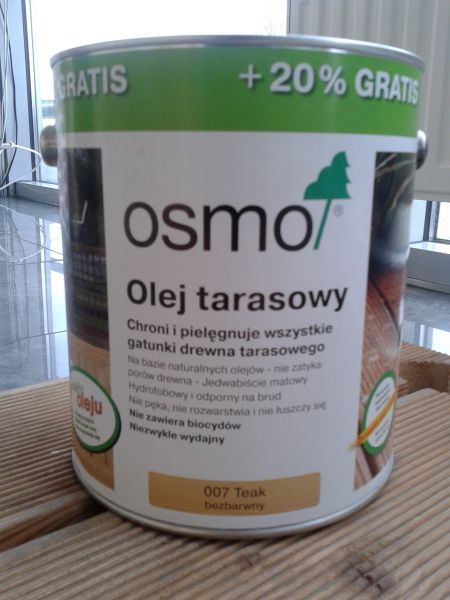 GRATIS
+ 20% GRATIS
osmo®
Olej tarasowy
Chroni i pielęgnuje wszystkie
gatunki drewna tarasowego
Na bazie naturalnych olejów - nie zatyka
porów drewna - Jedwabiście matowy
Hydrofobowy i odporny na brud
Nie pęka, nie rozwarstwia i nie łuszczy się
Nie zawiera biocydów
Niezwykle wydajny
oleju
007 Teak
bezbarwny